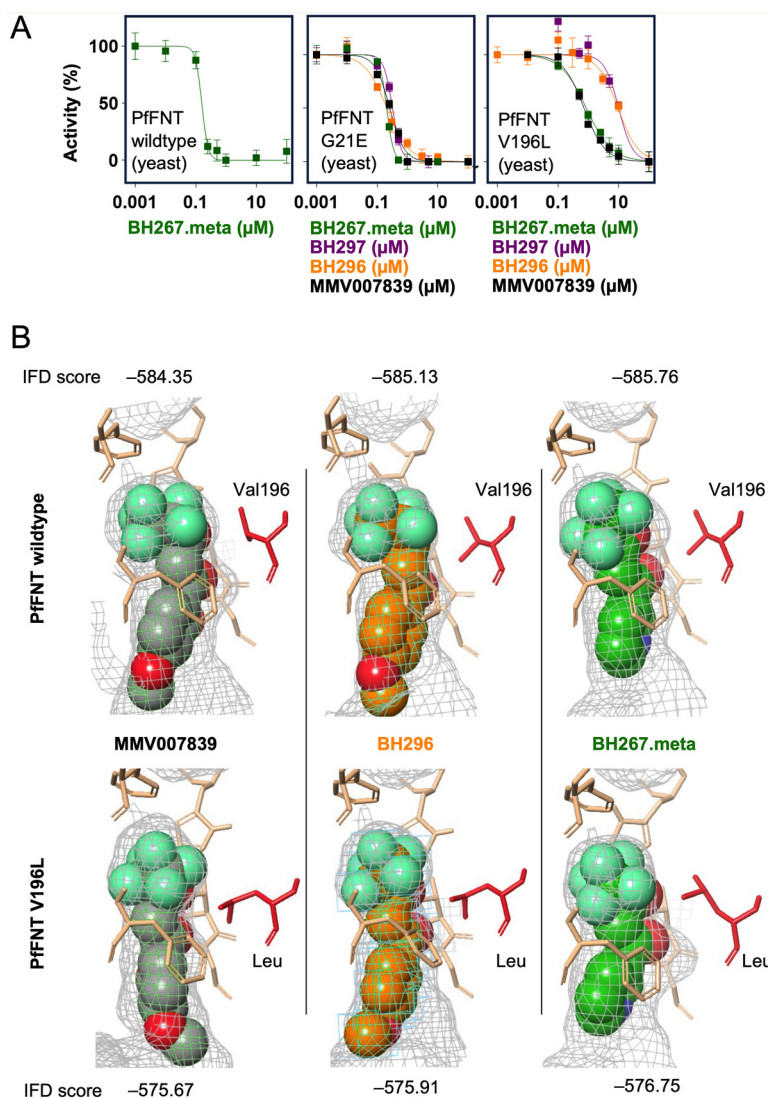 A
Activity (%)
100
50
0
PfFNT
wildtype
(yeast)
PfFNT
G21E
(yeast)
PfFNT
V196L
(yeast)
0.001 0.1 10
0.001 0.1 10
0.001 0.1 10
BH267.meta (µM)
BH267.meta (µM)
BH297 (µM)
BH296 (µM)
MMV007839 (µM)
BH267.meta (µM)
BH297 (µM)
BH296 (µM)
MMV007839 (µM)
B
IFD score –584.35 –585.13 –585.76
PfFNT wildtype
Val196 Val196 Val196
MMV007839 BH296 BH267.meta
PfFNT V196L
Leu Leu Leu
IFD score –575.67 –575.91 –576.75